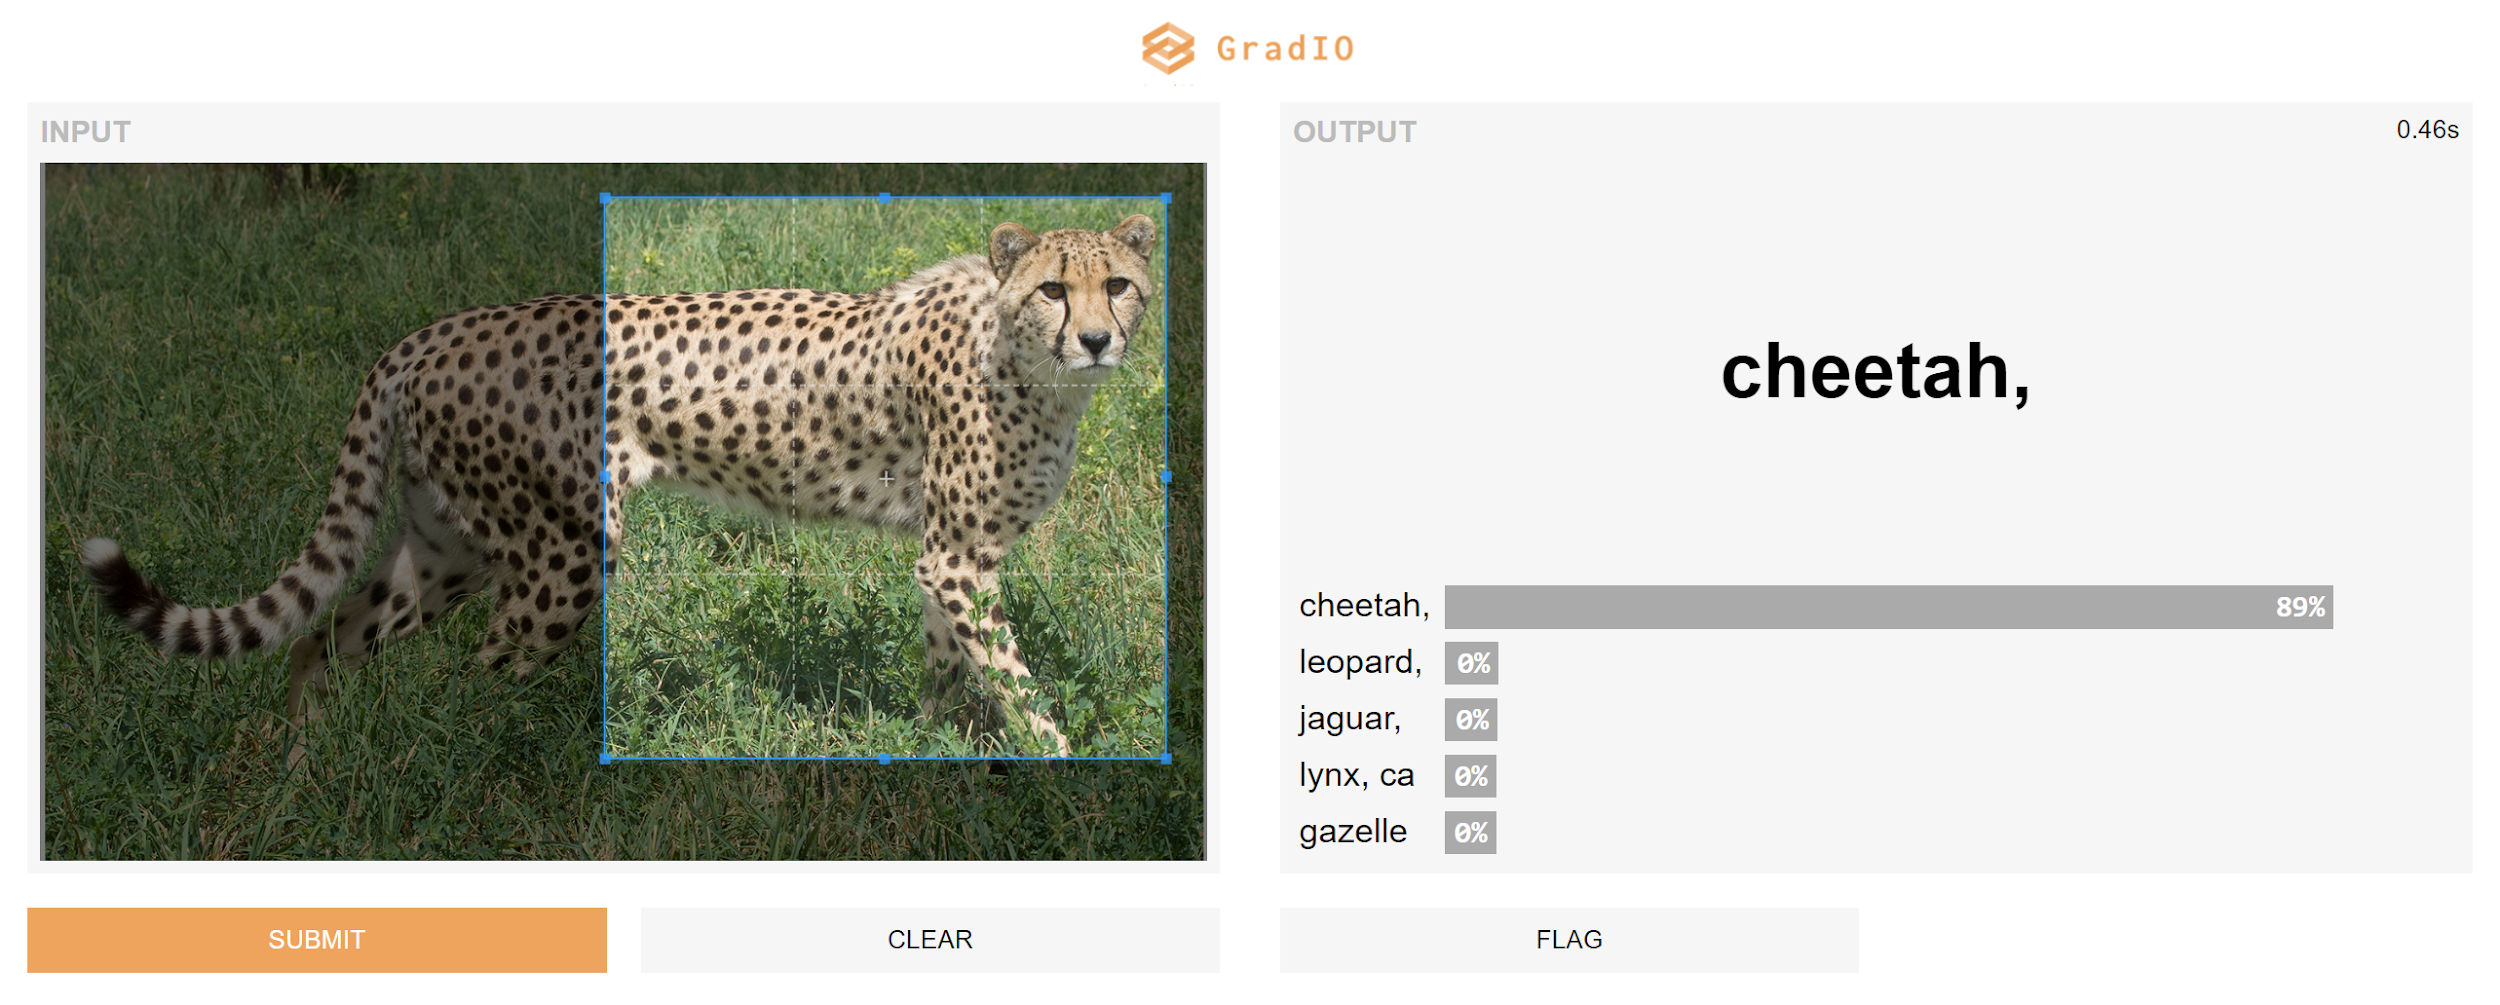 GradIO
INPUT
OUTPUT
0.46s
cheetah,
cheetah, 89%
leopard, 0%
jaguar, 0%
lynx, ca 0%
gazelle 0%
SUBMIT
CLEAR
FLAG